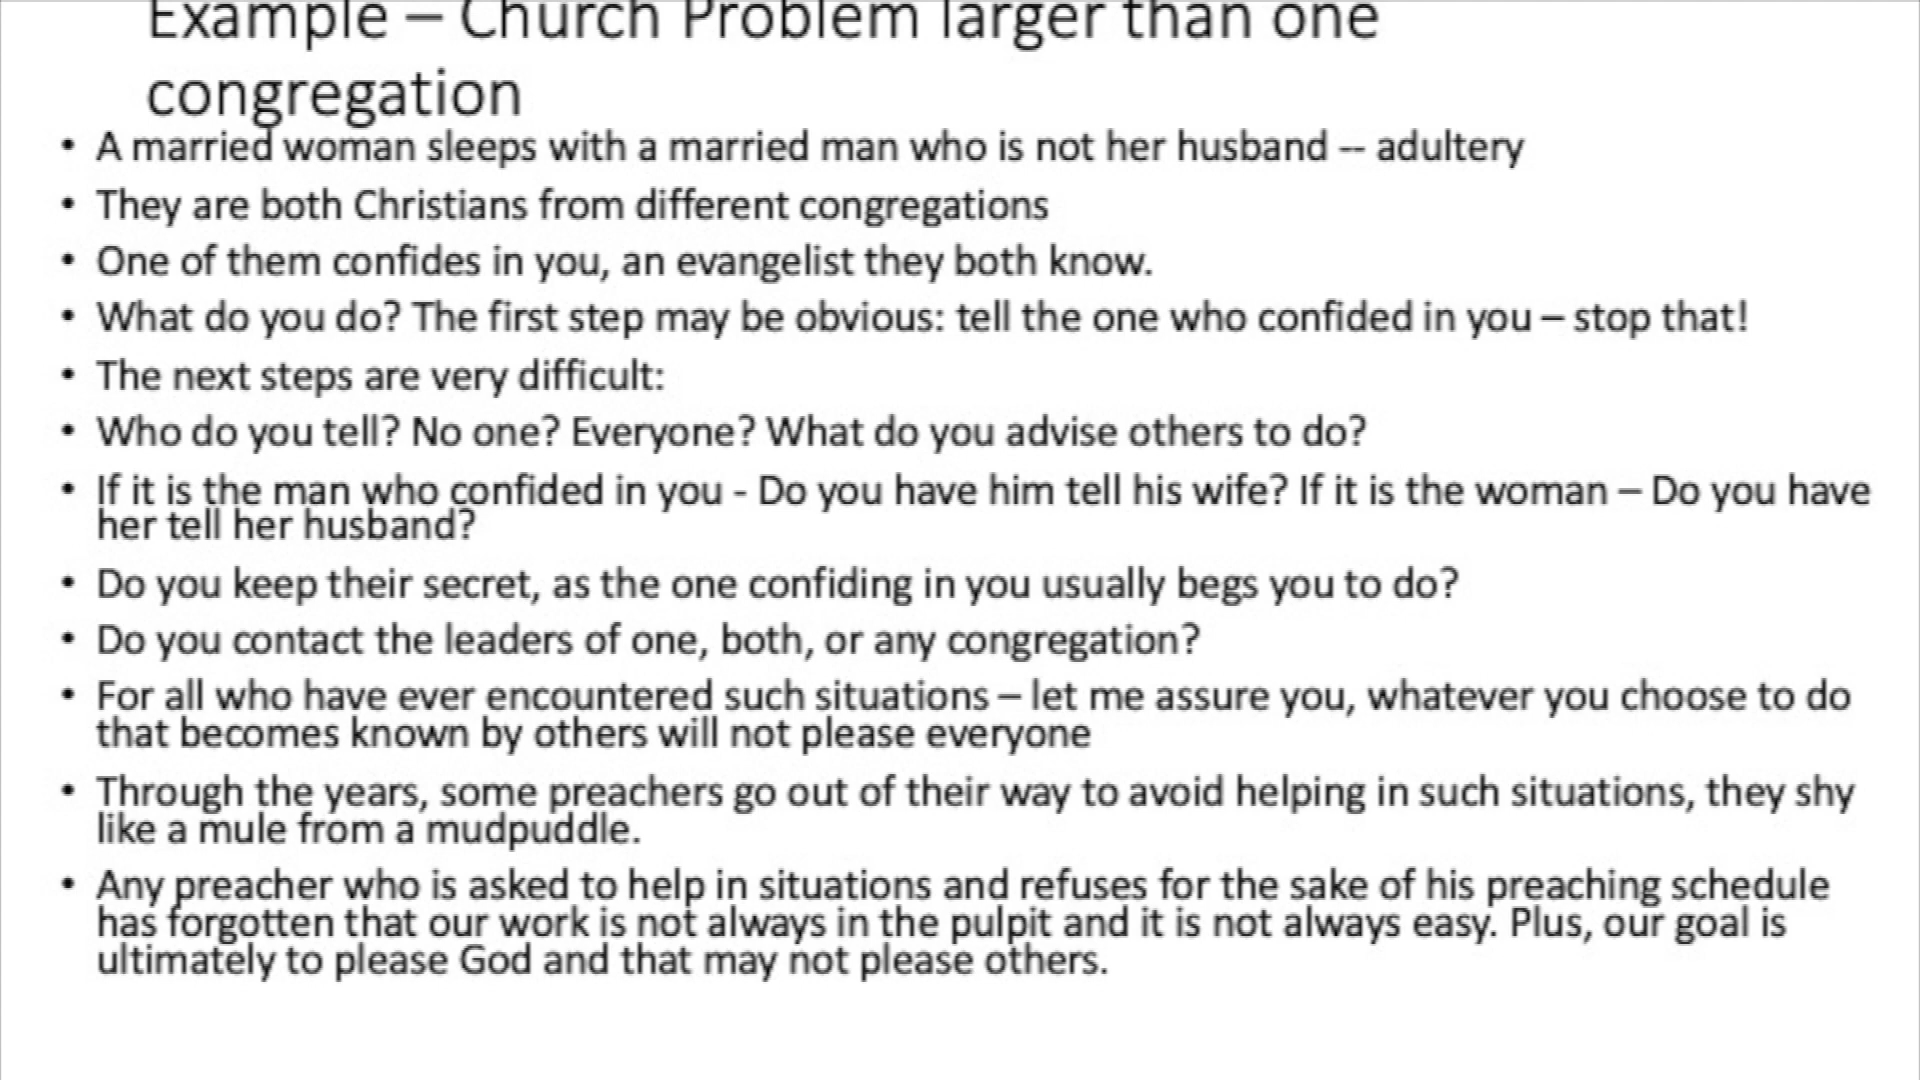 Example – Church Problem larger than one
congregation
• A married woman sleeps with a married man who is not her husband -- adultery
• They are both Christians from different congregations
• One of them confides in you, an evangelist they both know.
• What do you do? The first step may be obvious: tell the one who confided in you – stop that!
• The next steps are very difficult:
• Who do you tell? No one? Everyone? What do you advise others to do?
• If it is the man who confided in you - Do you have him tell his wife? If it is the woman – Do you have
her tell her husband?
• Do you keep their secret, as the one confiding in you usually begs you to do?
• Do you contact the leaders of one, both, or any congregation?
• For all who have ever encountered such situations – let me assure you, whatever you choose to do
that becomes known by others will not please everyone
• Through the years, some preachers go out of their way to avoid helping in such situations, they shy
like a mule from a mudpuddle.
• Any preacher who is asked to help in situations and refuses for the sake of his preaching schedule
has forgotten that our work is not always in the pulpit and it is not always easy. Plus, our goal is
ultimately to please God and that may not please others.